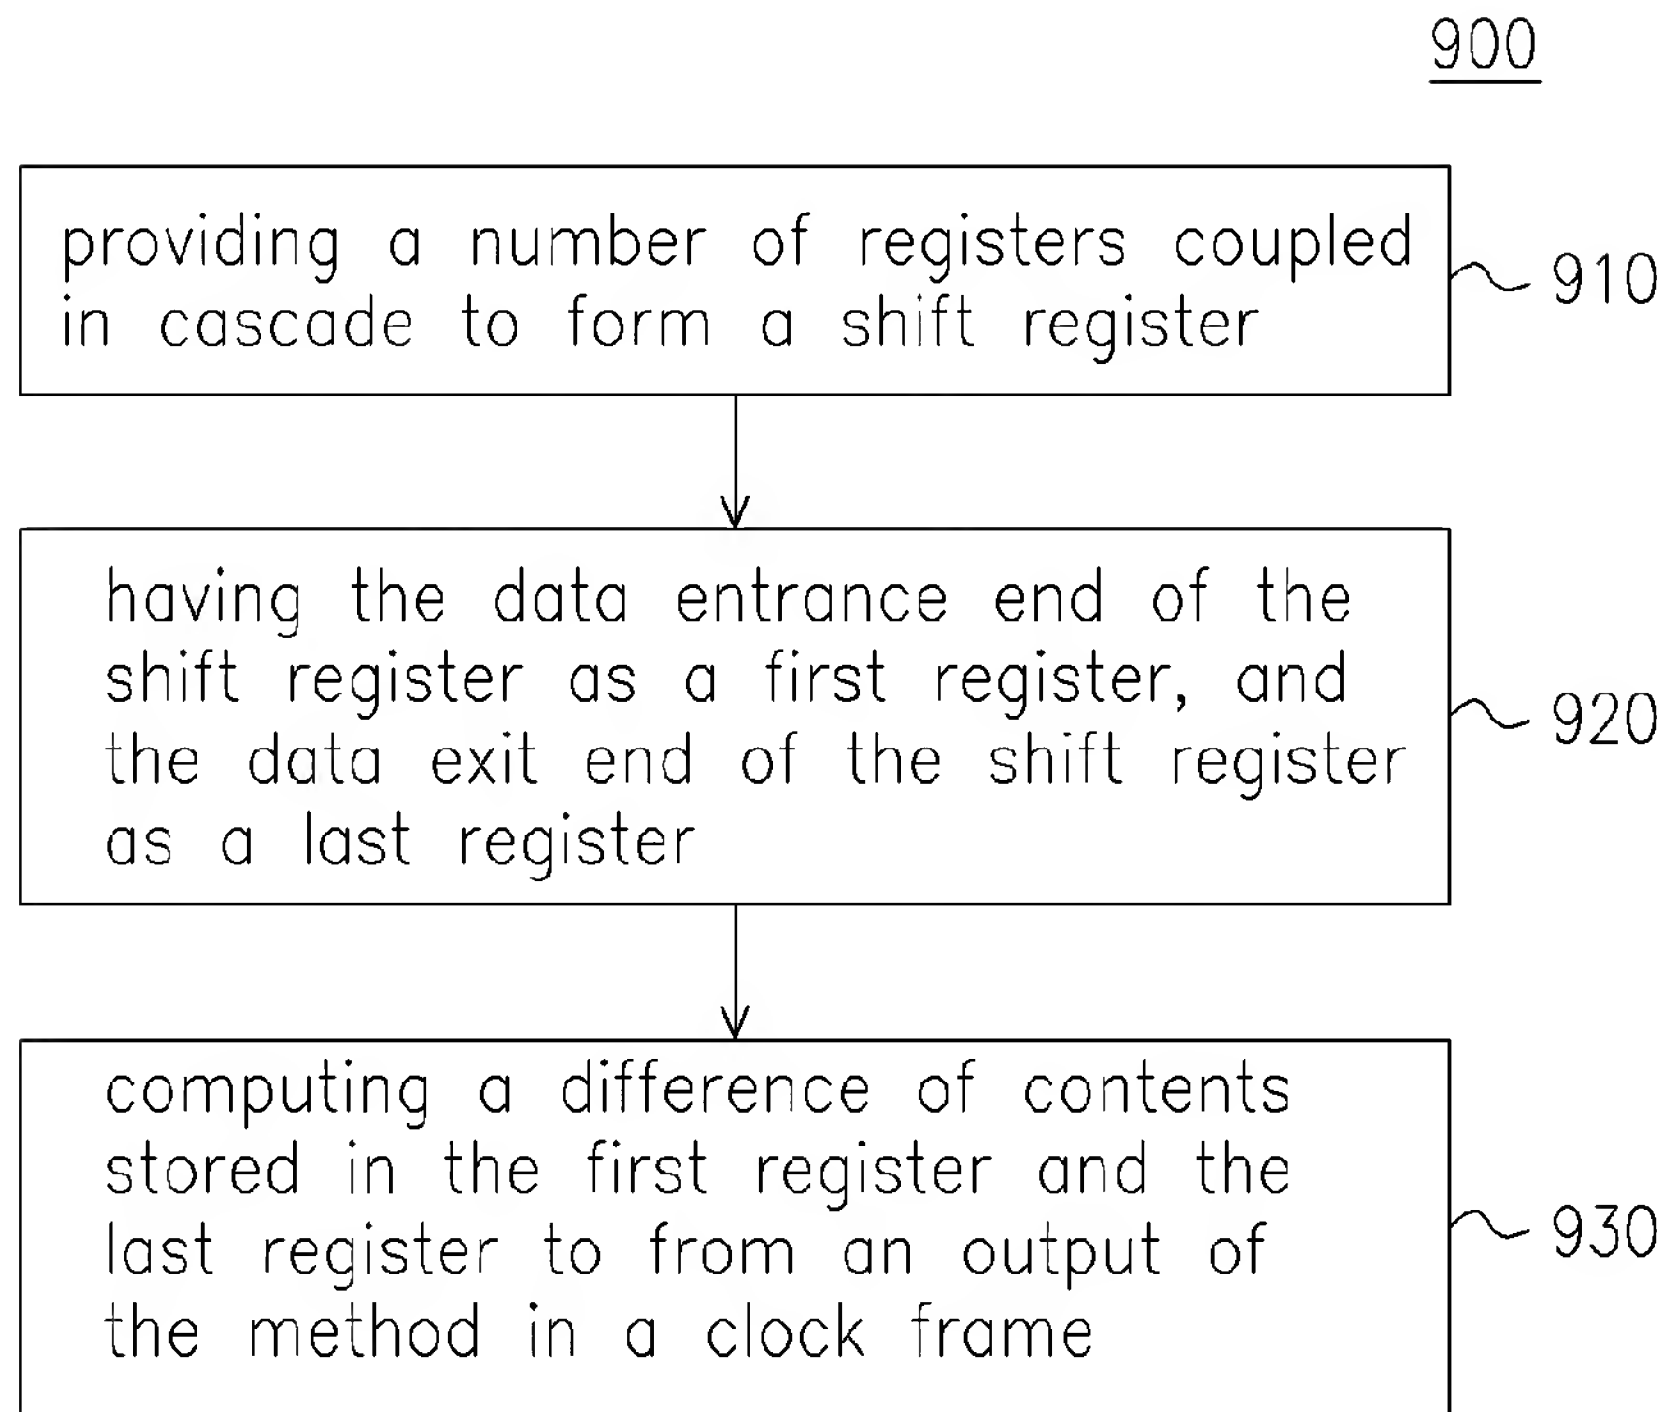 900
providing a number of registers coupled
in cascade to form a shift register
910
having the data entrance end of the
shift register as a first register, and
the data exit end of the shift register
as a last register
920
computing a difference of contents
stored in the first register and the
last register to from an output of
the method in a clock frame
930